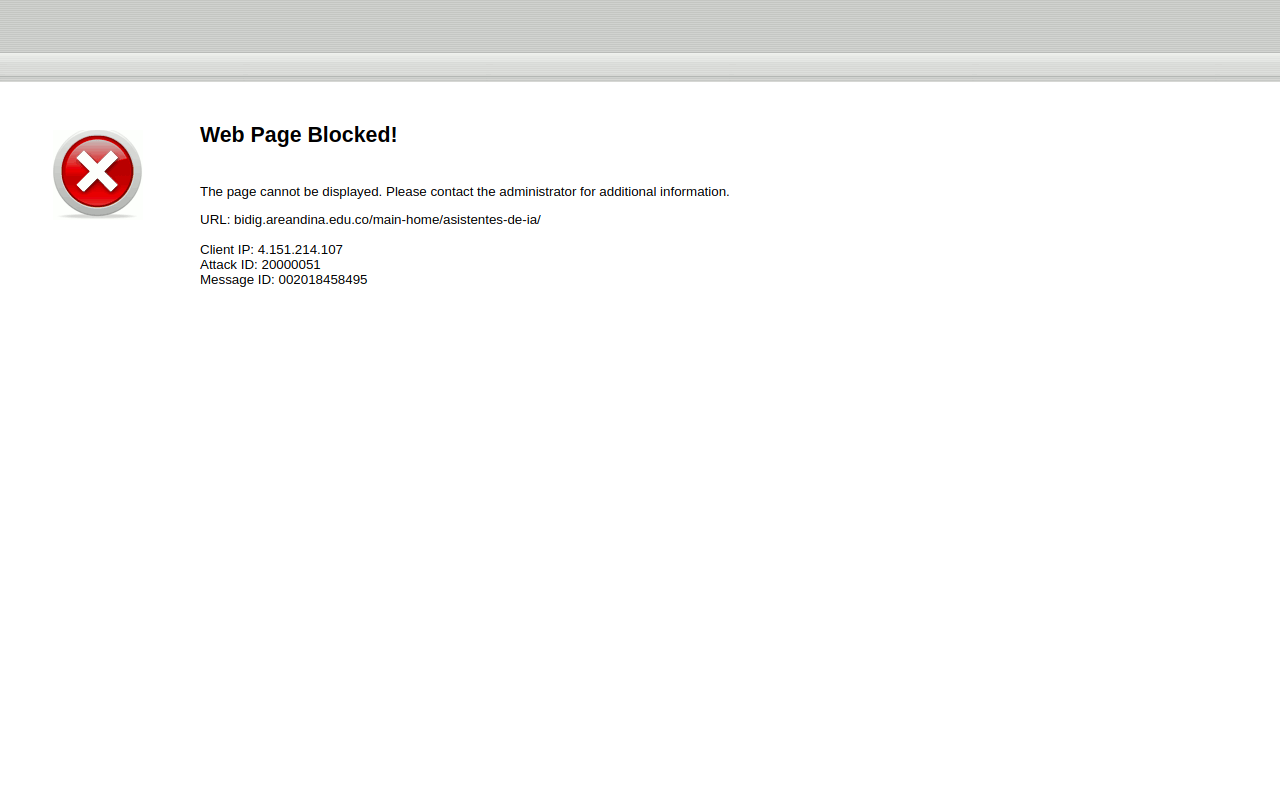 Web Page Blocked!
The page cannot be displayed. Please contact the administrator for additional information.
URL: bidig.areandina.edu.co/main-home/asistentes-de-ia/
Client IP: 4.151.214.107
Attack ID: 20000051
Message ID: 002018458495